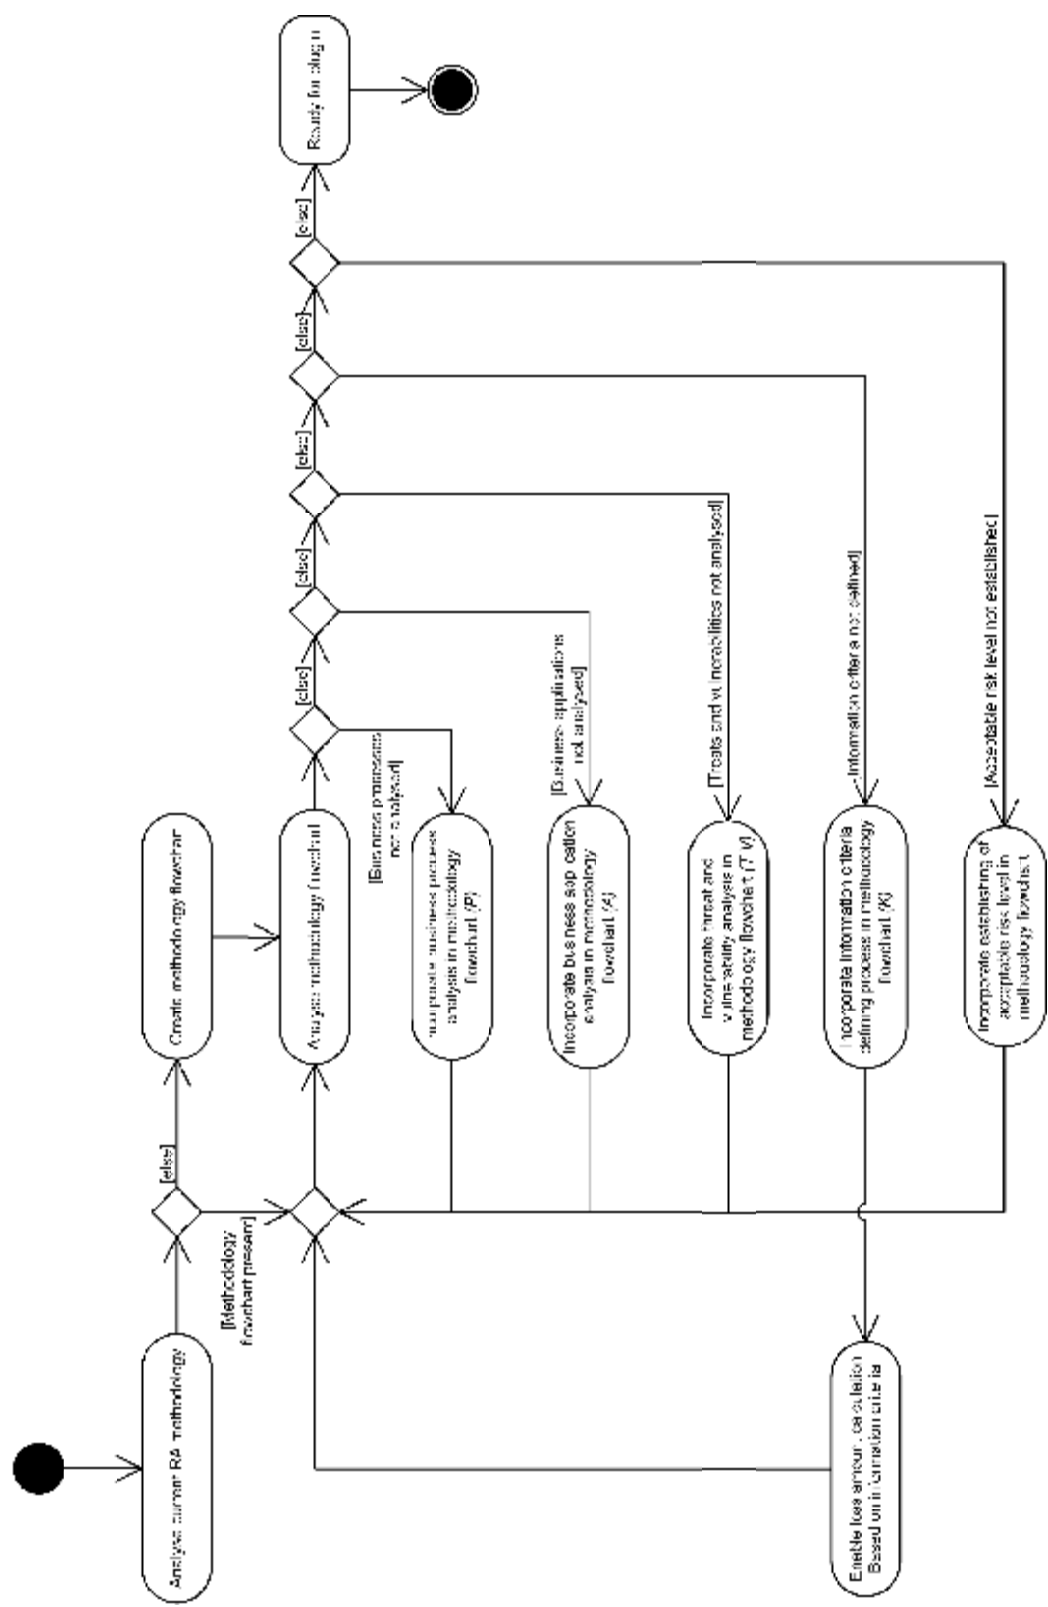 Analyse current RA methodology
[else]
[Methodology
flowchart present]
Create methodology flowchart
Analyse methodology flowchart
[Business processes
not analysed]
[else]
Incorporate business process
analysis in methodology
flowchart (P)
[Business applications
not analysed]
[else]
Incorporate business application
analysis in methodology
flowchart (A)
[Treats and vulnerabilities not analysed]
[else]
Incorporate threat and
vulnerability analysis in
methodology flowchart (T,v)
[Information criteria not defined]
[else]
Incorporate information criteria
defining process in methodology
flowchart (K)
Enable loss amount calculation
Based on information criteria
[Acceptable risk level not established]
[else]
Incorporate establishing of
acceptable risk level in
methodology flowchart
Ready for plug in